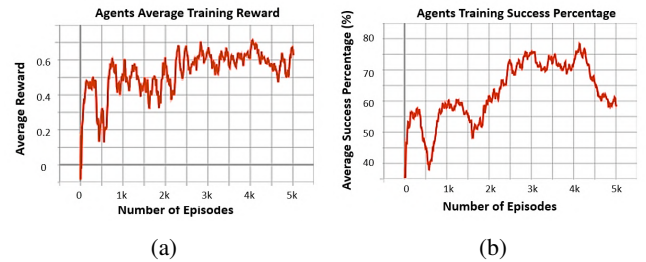 Agents Average Training Reward
Average Reward
0.6
0.4
0.2
0
0 1k 2k 3k 4k 5k
Number of Episodes
(a)
Agents Training Success Percentage
Average Success Percentage (%)
80
70
60
50
40
0 1k 2k 3k 4k 5k
Number of Episodes
(b)